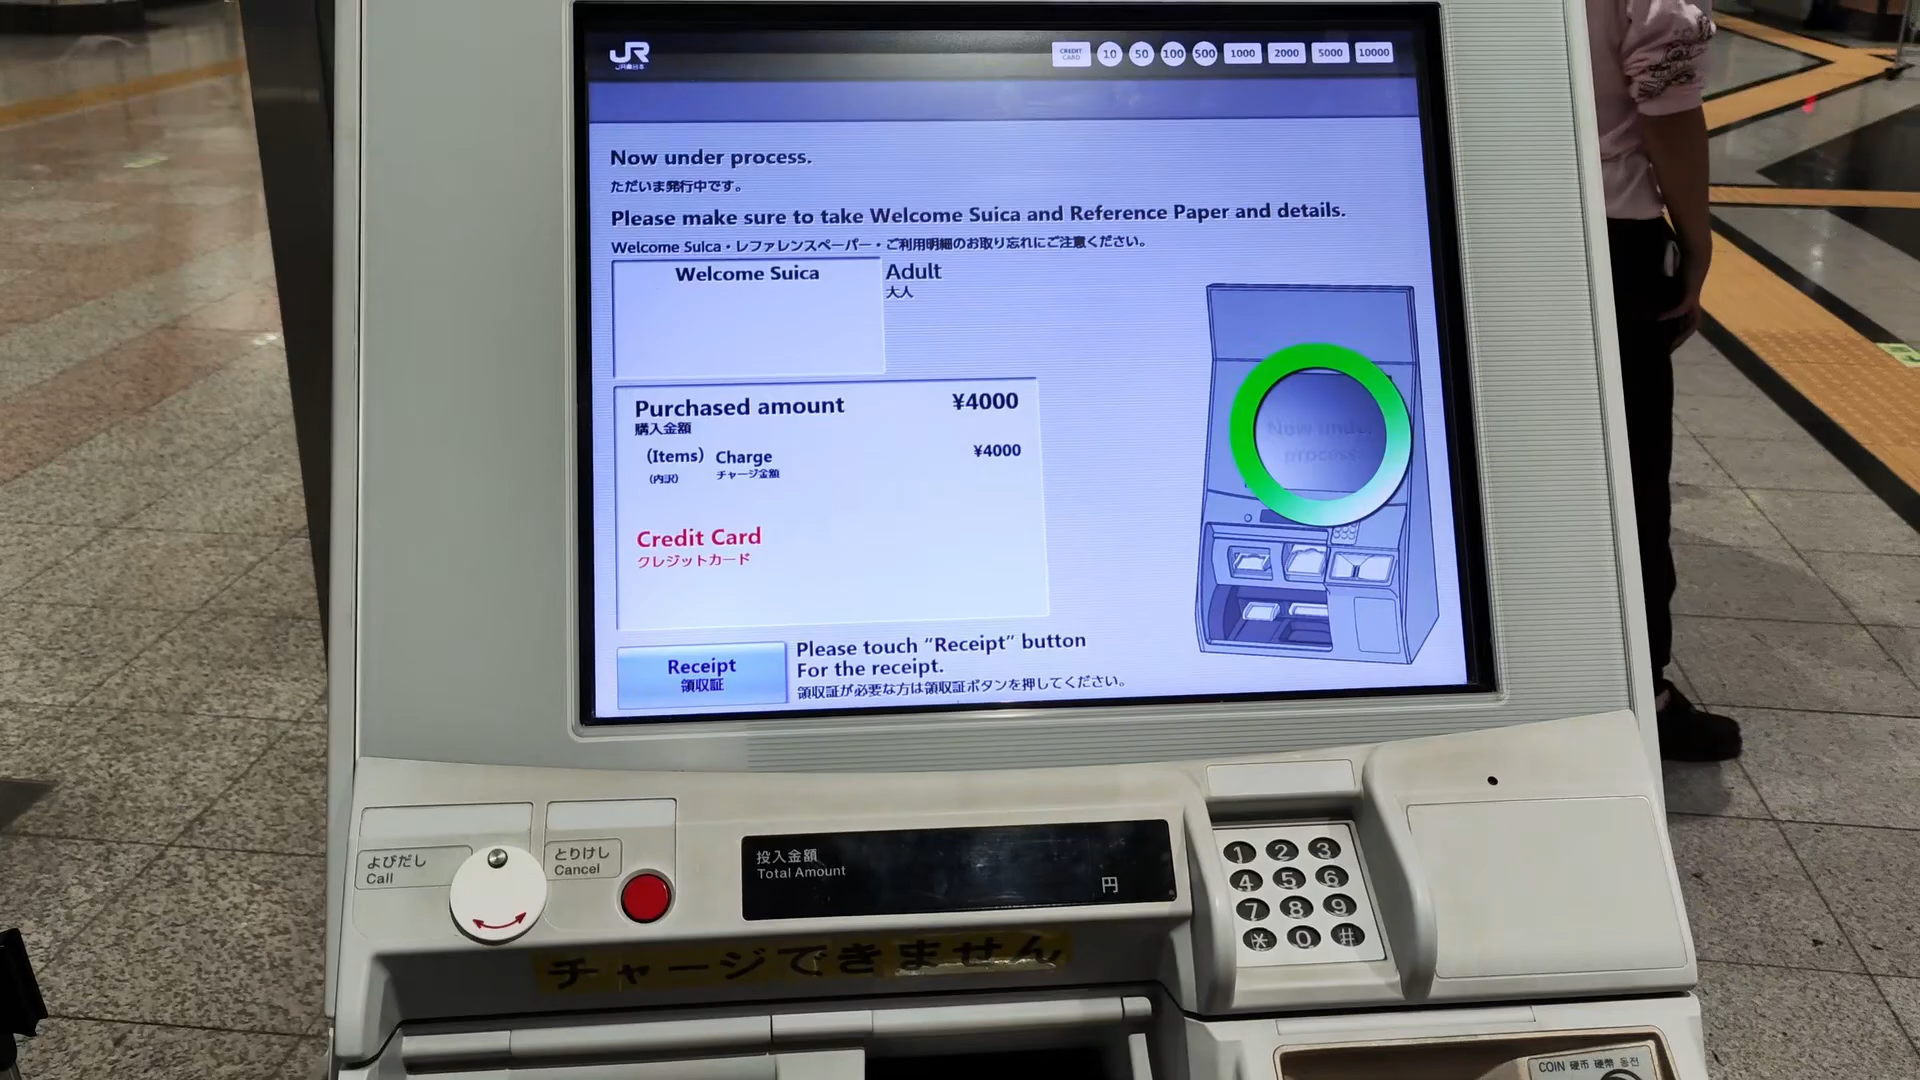 JR
JR東日本
CREDIT CARD 10 50 100 500 1000 2000 5000 10000
Now under process.
ただいま発行中です。
Please make sure to take Welcome Suica and Reference Paper and details.
Welcome Suica・レファレンスペーパー・ご利用明細のお取り忘れにご注意ください。
Welcome Suica
Adult
大人
Purchased amount ¥4000
購入金額
(Items) Charge ¥4000
(内訳) チャージ金額
Now under
process.
Credit Card
クレジットカード
Receipt
領収証
Please touch “Receipt” button
For the receipt.
領収証が必要な方は領収証ボタンを押してください。
よびだし
Call
とりけし
Cancel
投入金額
Total Amount
円
1 2 3
4 5 6
7 8 9
* 0 #
チャージできません
COIN 硬币 硬幣 동전